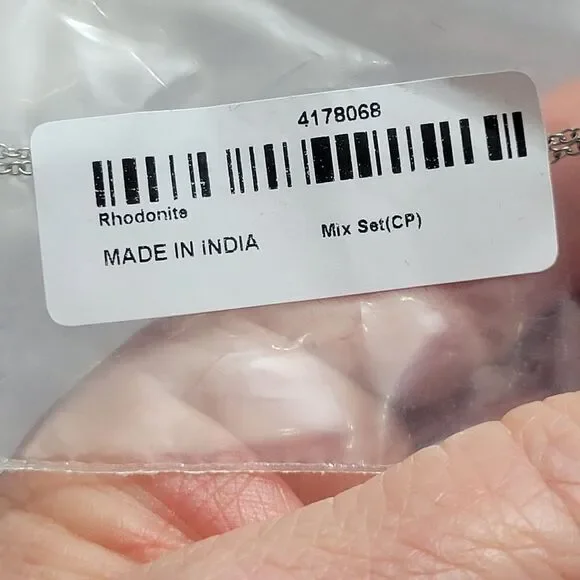 4178068
Rhodonite
Mix Set(CP)
MADE IN INDIA